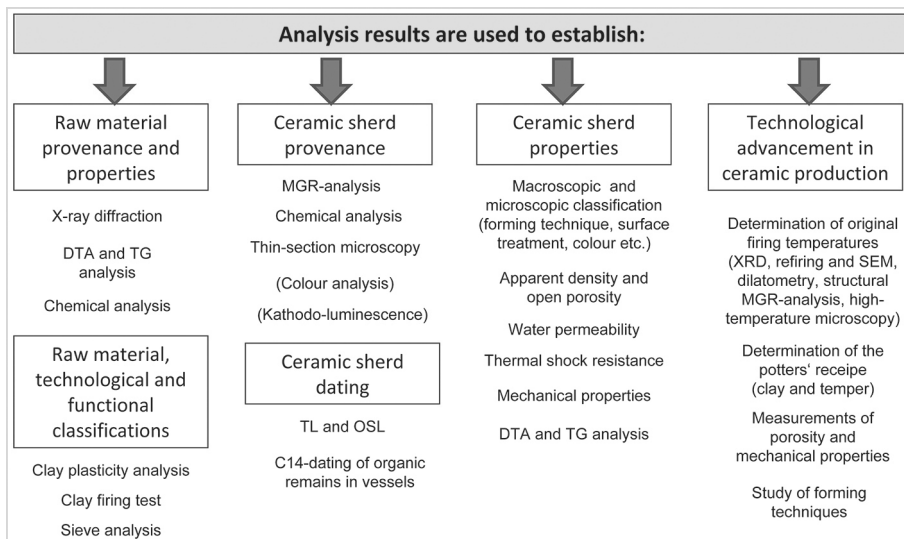 Analysis results are used to establish:
Raw material
provenance and
properties
X-ray diffraction
DTA and TG
analysis
Chemical analysis
Raw material,
technological and
functional
classifications
Clay plasticity analysis
Clay firing test
Sieve analysis
Ceramic sherd
provenance
MGR-analysis
Chemical analysis
Thin-section microscopy
(Colour analysis)
(Kathodo-luminescence)
Ceramic sherd
dating
TL and OSL
C14-dating of organic
remains in vessels
Ceramic sherd
properties
Macroscopic and
microscopic classification
(forming technique, surface
treatment, colour etc.)
Apparent density and
open porosity
Water permeability
Thermal shock resistance
Mechanical properties
DTA and TG analysis
Technological
advancement in
ceramic production
Determination of original
firing temperatures
(XRD, refiring and SEM,
dilatometry, structural
MGR-analysis, high-
temperature microscopy)
Determination of the
potters‘ receipe
(clay and temper)
Measurements of
porosity and
mechanical properties
Study of forming
techniques